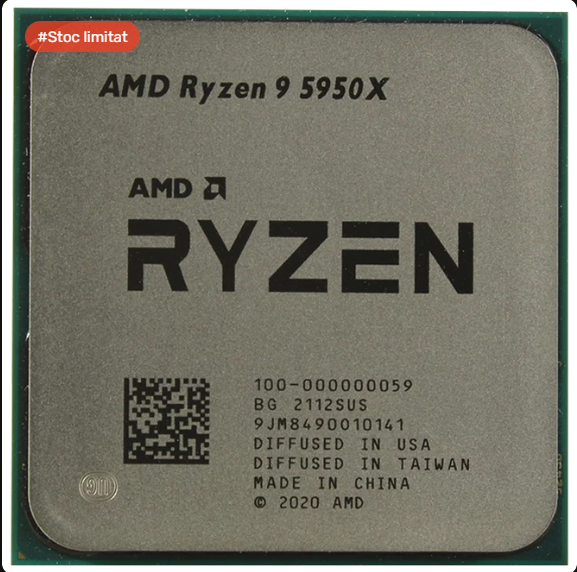 #Stoc limitat
AMD Ryzen 9 5950X
AMD
RYZEN
100-000000059
BG 2112SUS
9JM8490010141
DIFFUSED IN USA
DIFFUSED IN TAIWAN
MADE IN CHINA
© 2020 AMD